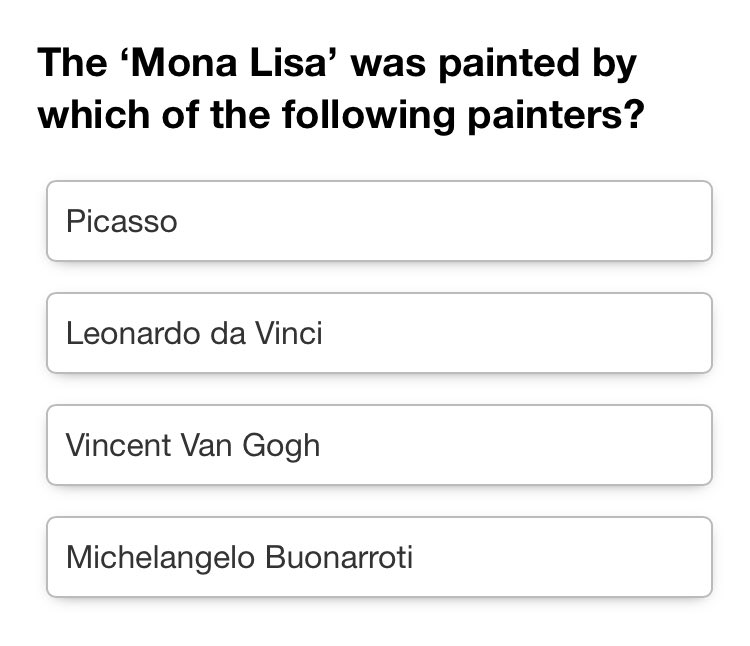 The ‘Mona Lisa’ was painted by
which of the following painters?
Picasso
Leonardo da Vinci
Vincent Van Gogh
Michelangelo Buonarroti